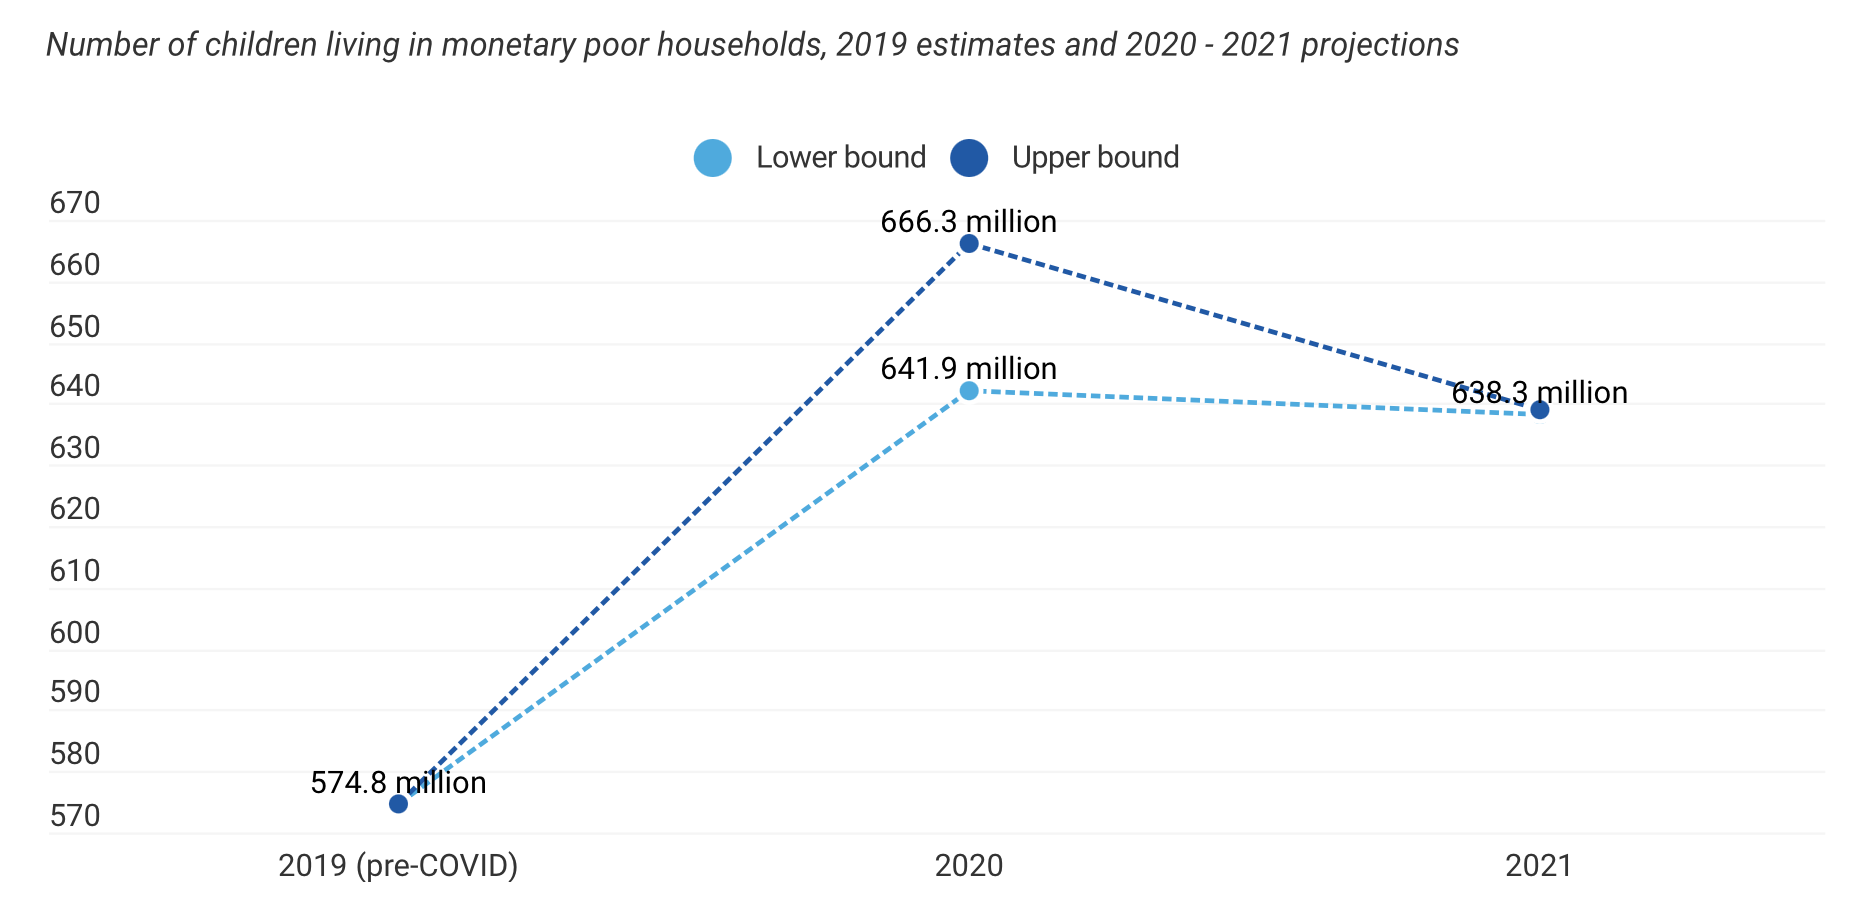 Number of children living in monetary poor households, 2019 estimates and 2020 - 2021 projections
Lower bound Upper bound
670
666.3 million
660
650
641.9 million
640
638.3 million
630
620
610
600
590
580
574.8 million
570
2019 (pre-COVID) 2020 2021